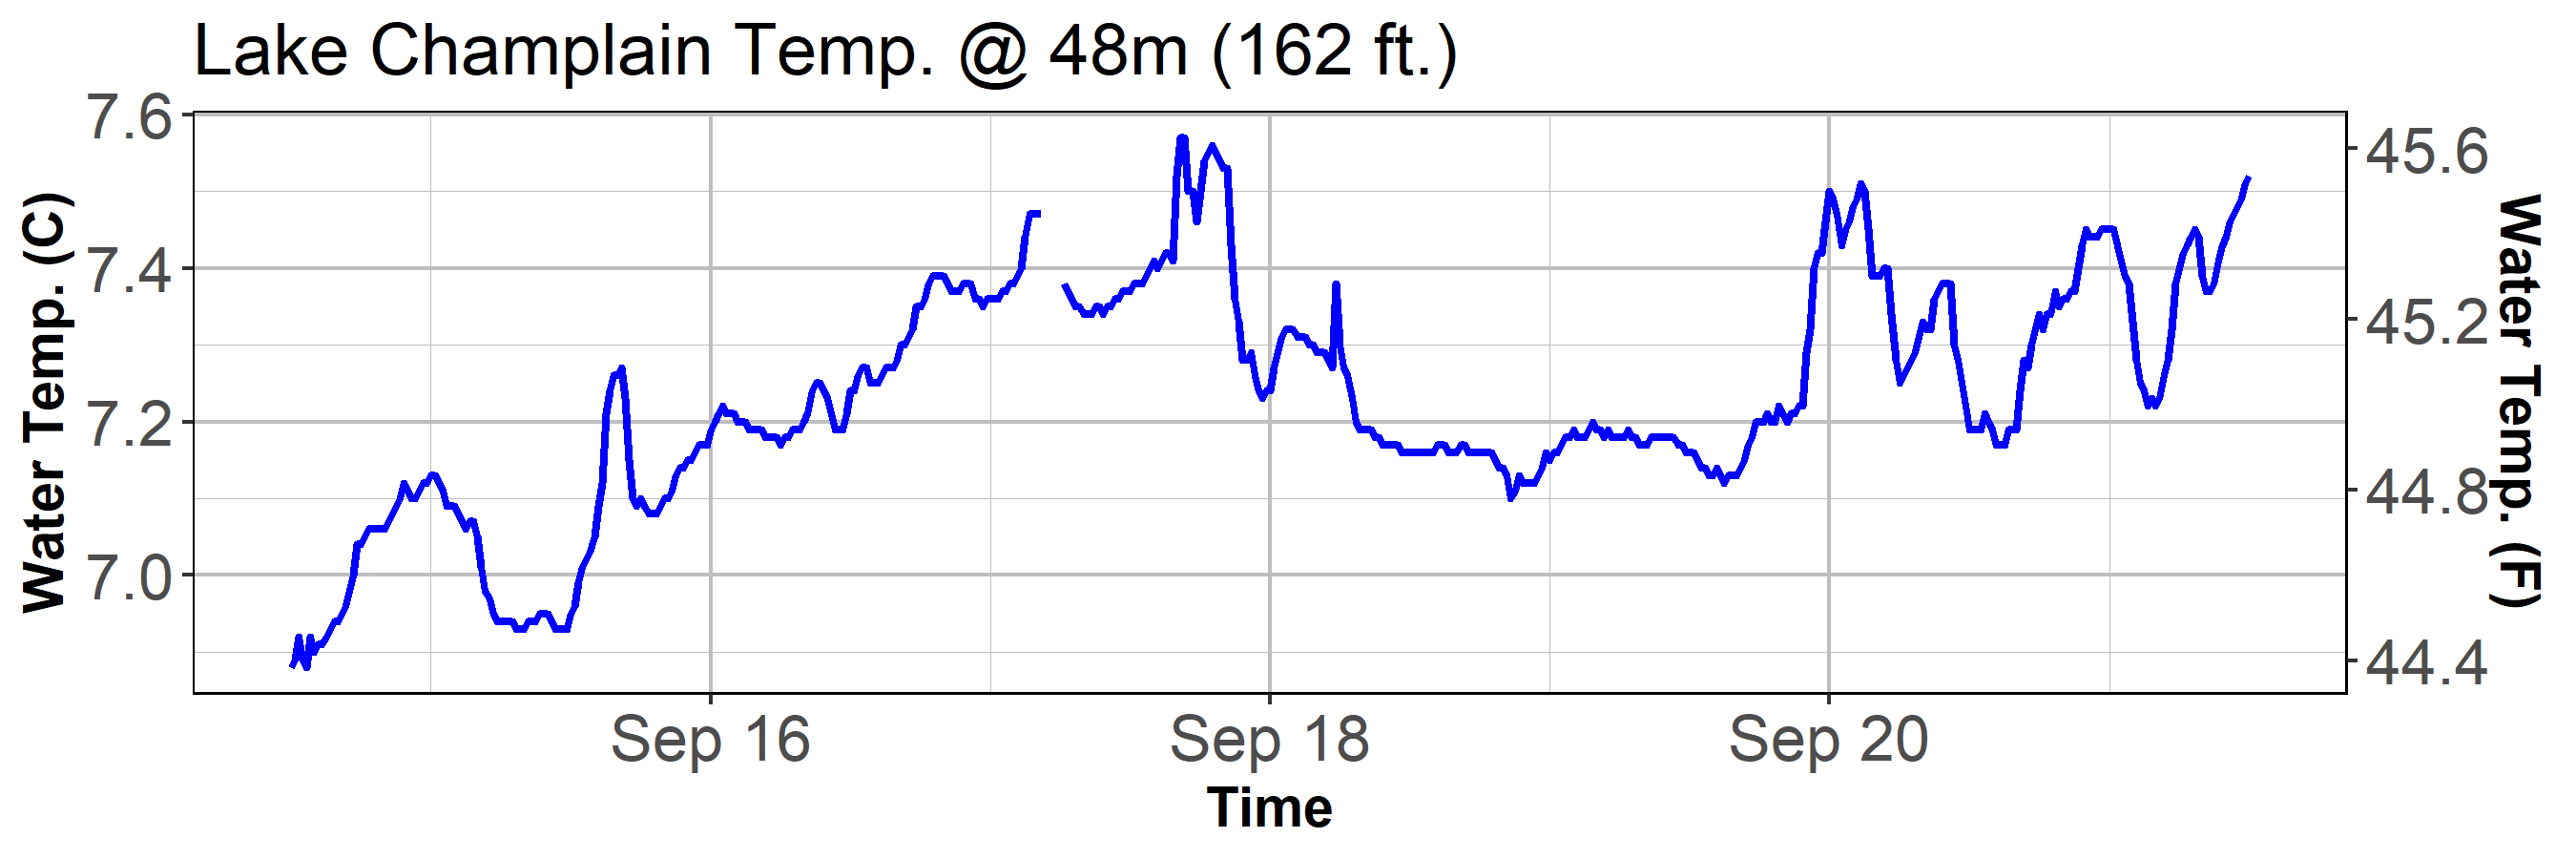 Lake Champlain Temp. @ 48m (162 ft.)
Water Temp. (C)
7.6
7.4
7.2
7.0
45.6
45.2
44.8
44.4
Water Temp. (F)
Sep 16
Sep 18
Sep 20
Time